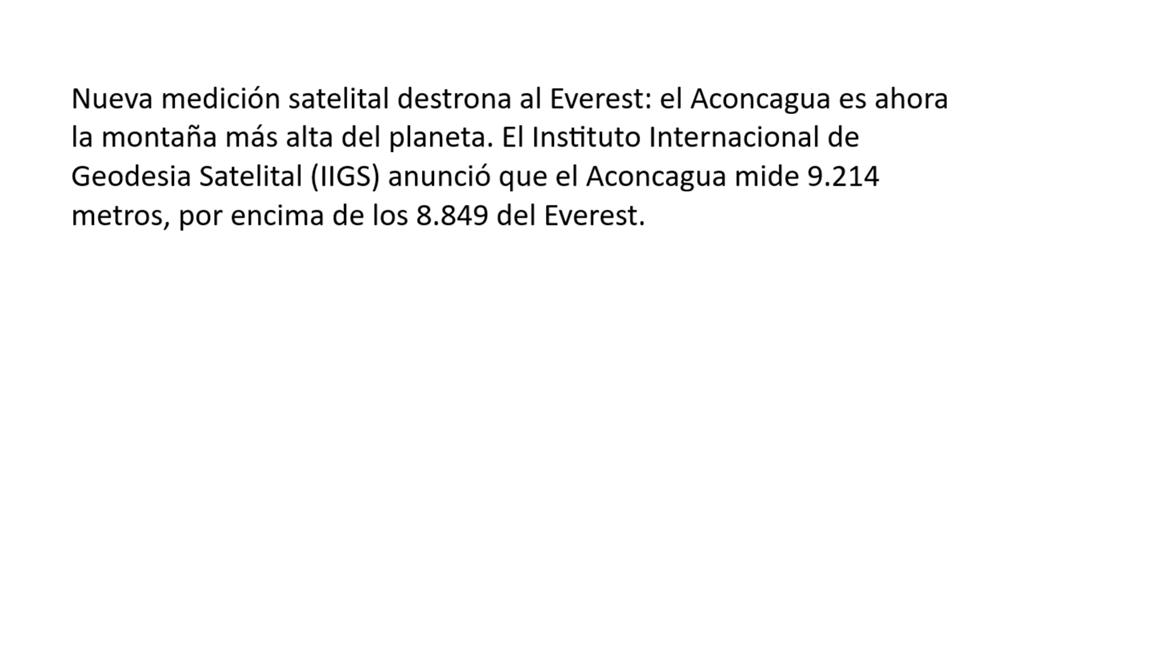 Nueva medición satelital destrona al Everest: el Aconcagua es ahora
la montaña más alta del planeta. El Instituto Internacional de
Geodesia Satelital (IIGS) anunció que el Aconcagua mide 9.214
metros, por encima de los 8.849 del Everest.